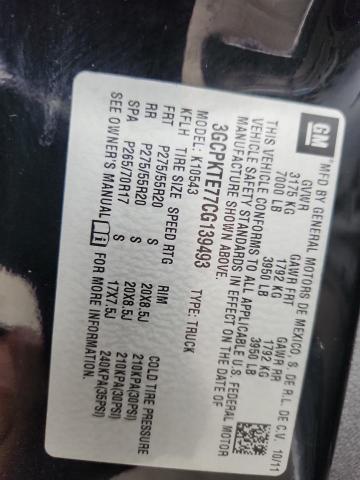 GM
MFD BY GENERAL MOTORS DE MEXICO, S. DE R.L. DE C.V. 10/11
GVWR GAWR FRT GAWR RR
3175 KG 1792 KG 1792 KG
7000 LB 3950 LB 3950 LB
THIS VEHICLE CONFORMS TO ALL APPLICABLE U.S. FEDERAL MOTOR
VEHICLE SAFETY STANDARDS IN EFFECT ON THE DATE OF
MANUFACTURE SHOWN ABOVE.
3GCPKTE77CG139493 TYPE: TRUCK
MODEL: K10543
KFLH TIRE SIZE SPEED RTG RIM COLD TIRE PRESSURE
FRT P275/55R20 S 20X8.5J 210KPA(30PSI)
RR P275/55R20 S 20X8.5J 210KPA(30PSI)
SPA P265/70R17 S 17X7.5J 240KPA(35PSI)
SEE OWNER'S MANUAL FOR MORE INFORMATION.